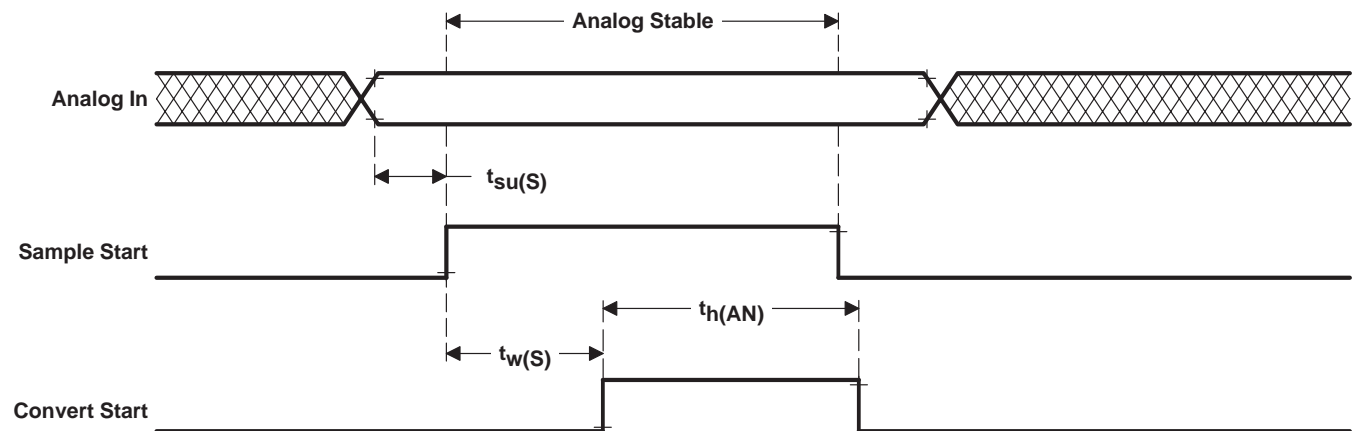 Analog Stable
Analog In
tsu(S)
Sample Start
th(AN)
tw(S)
Convert Start